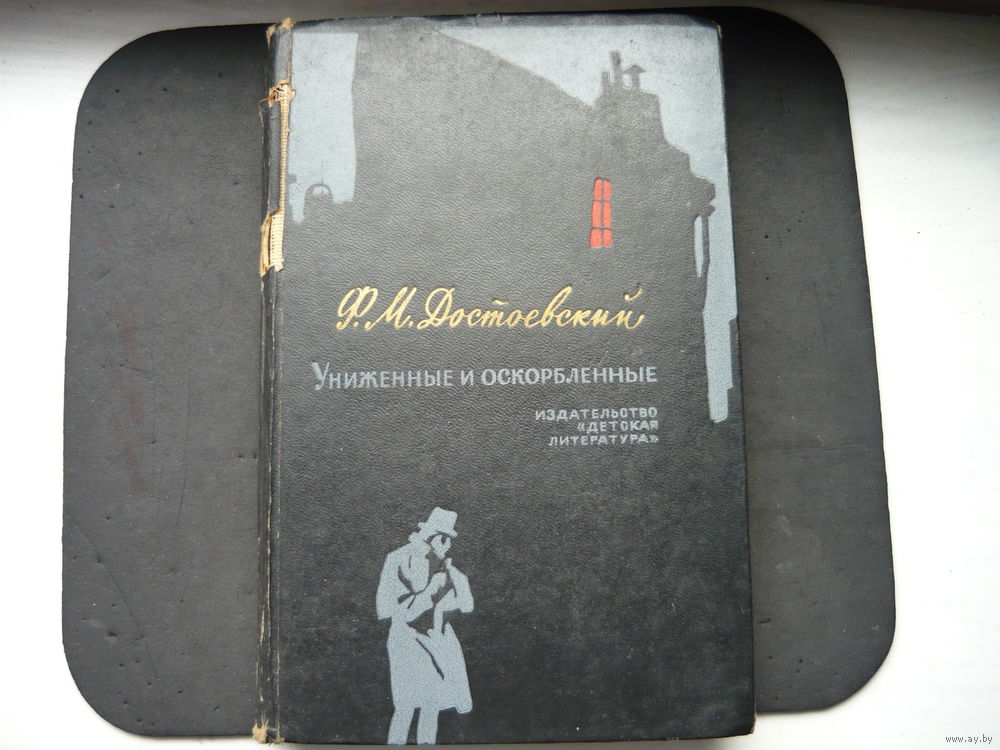 Ф. М. Достоевский
Униженные и оскорбленные
ИЗДАТЕЛЬСТВО
«ДЕТСКАЯ
ЛИТЕРАТУРА»
www.ay.by